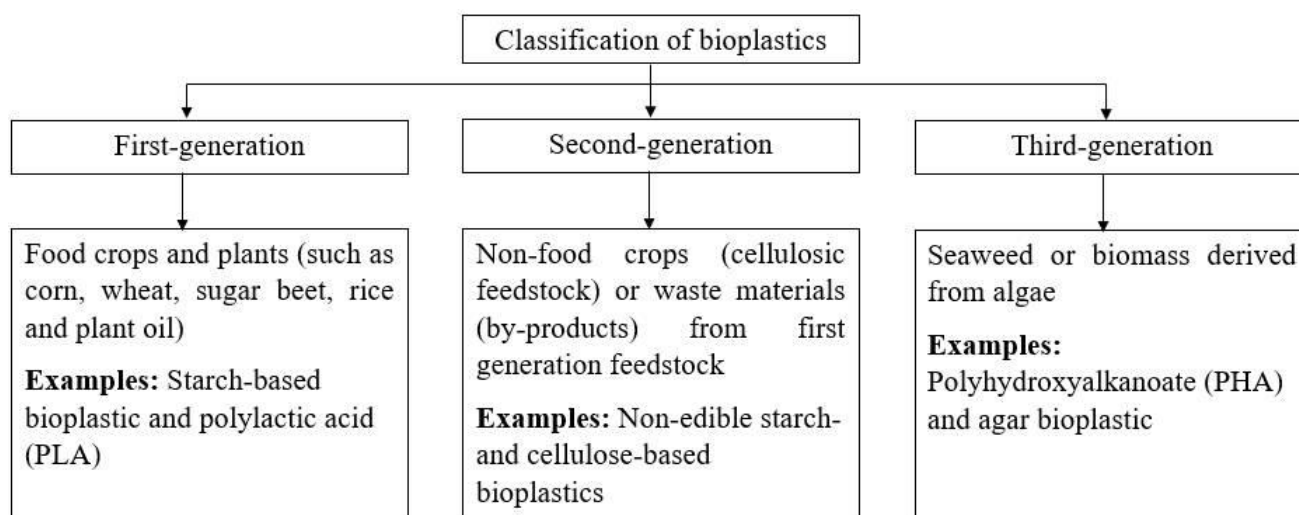 Classification of bioplastics
First-generation
Second-generation
Third-generation
Food crops and plants (such as
corn, wheat, sugar beet, rice
and plant oil)
Examples: Starch-based
bioplastic and polylactic acid
(PLA)
Non-food crops (cellulosic
feedstock) or waste materials
(by-products) from first
generation feedstock
Examples: Non-edible starch-
and cellulose-based
bioplastics
Seaweed or biomass derived
from algae
Examples:
Polyhydroxyalkanoate (PHA)
and agar bioplastic